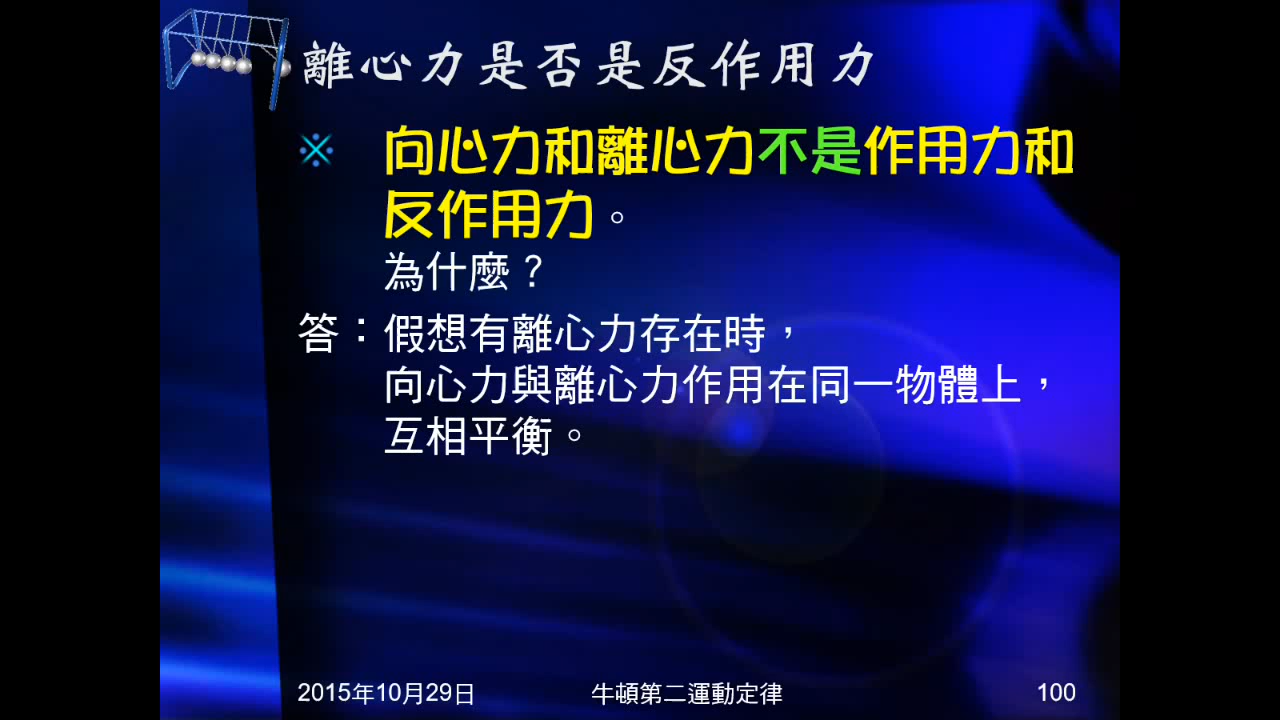 離心力是否是反作用力
※ 向心力和離心力不是作用力和
反作用力。
為什麼？
答：假想有離心力存在時，
向心力與離心力作用在同一物體上，
互相平衡。
2015年10月29日 牛頓第二運動定律 100